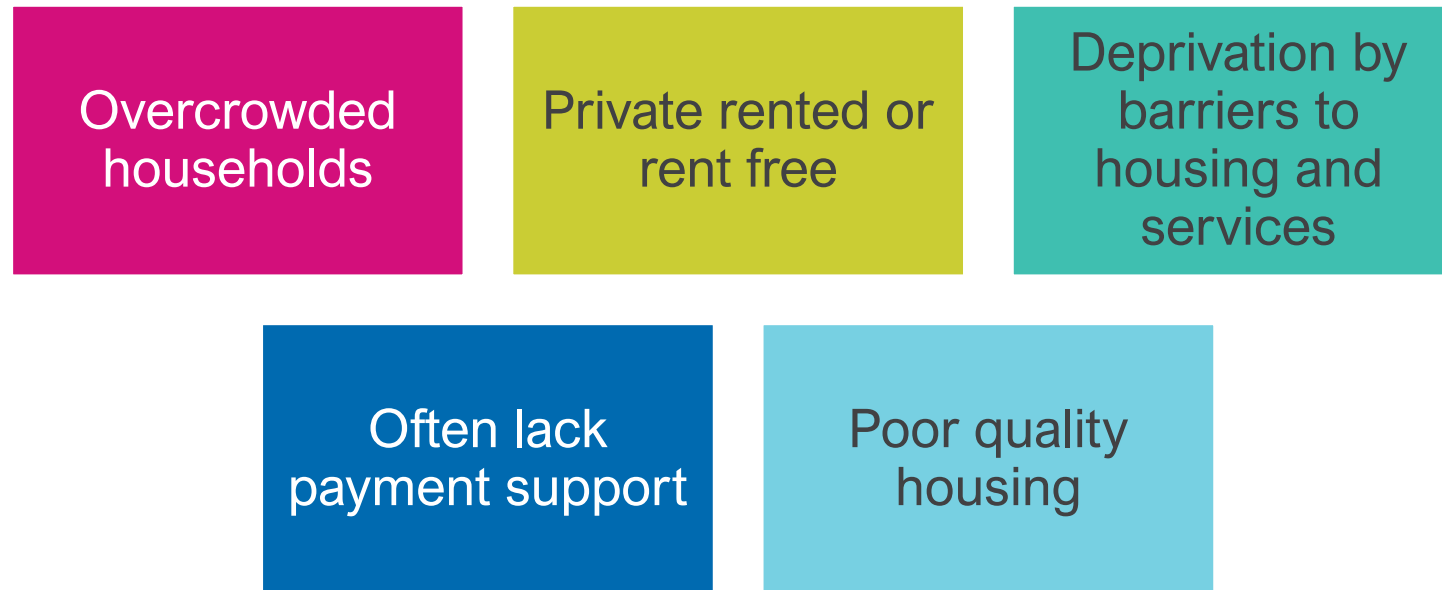 Overcrowded
households
Private rented or
rent free
Deprivation by
barriers to
housing and
services
Often lack
payment support
Poor quality
housing